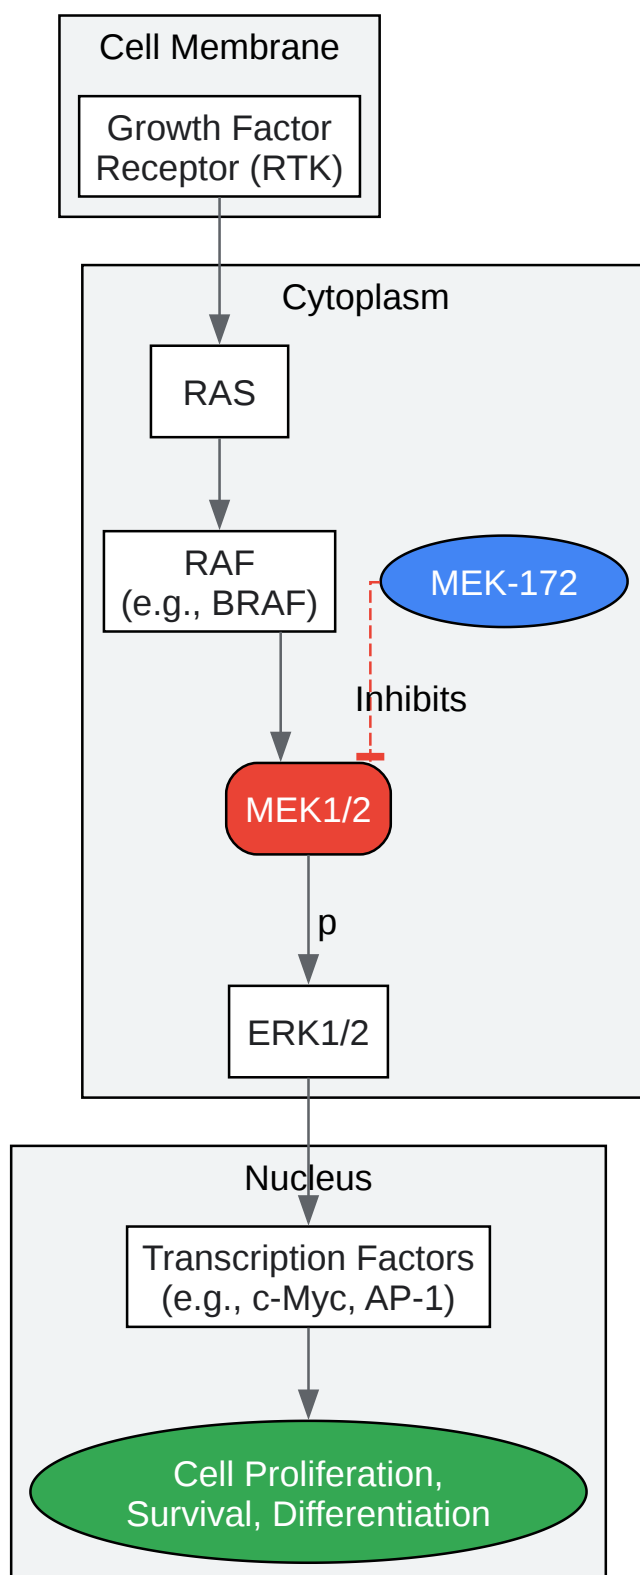 Cell Membrane
Growth Factor
Receptor (RTK)
Cytoplasm
RAS
RAF
(e.g., BRAF)
MEK-172
Inhibits
MEK1/2
p
ERK1/2
Nucleus
Transcription Factors
(e.g., c-Myc, AP-1)
Cell Proliferation,
Survival, Differentiation